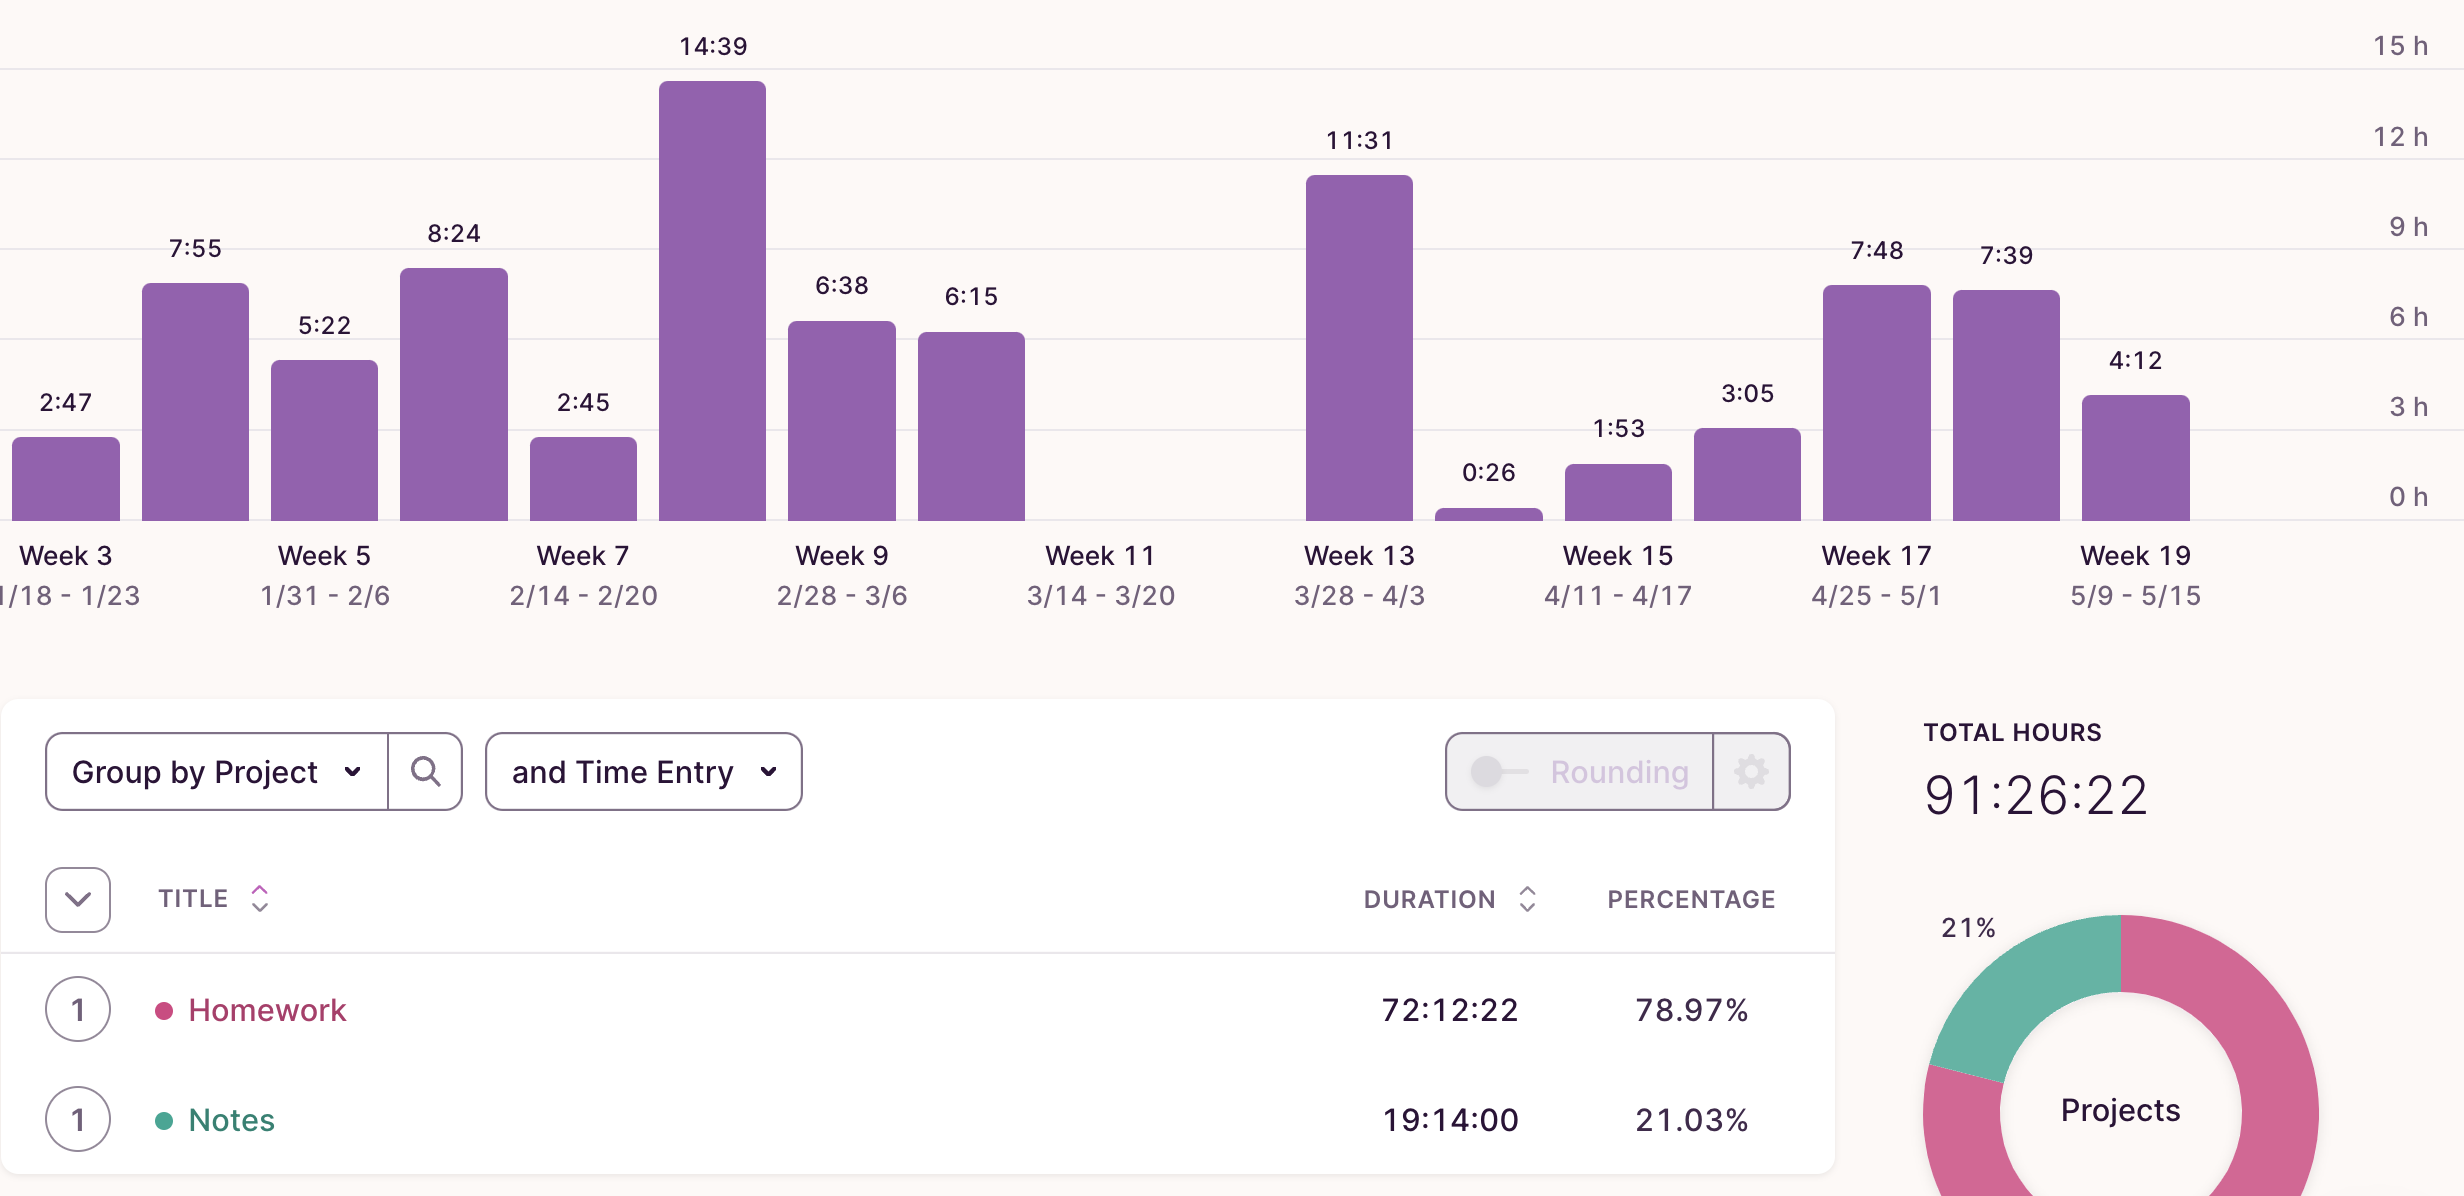 14:39
15 h
11:31
12 h
7:55
8:24
7:48
7:39
9 h
5:22
6:38
6:15
6 h
2:47
2:45
0:26
1:53
3:05
4:12
3 h
0 h
Week 3
Week 5
Week 7
Week 9
Week 11
Week 13
Week 15
Week 17
Week 19
1/18 - 1/23
1/31 - 2/6
2/14 - 2/20
2/28 - 3/6
3/14 - 3/20
3/28 - 4/3
4/11 - 4/17
4/25 - 5/1
5/9 - 5/15
Group by Project
and Time Entry
Rounding
TITLE
DURATION
PERCENTAGE
1
Homework
72:12:22
78.97%
1
Notes
19:14:00
21.03%
TOTAL HOURS
91:26:22
21%
Projects